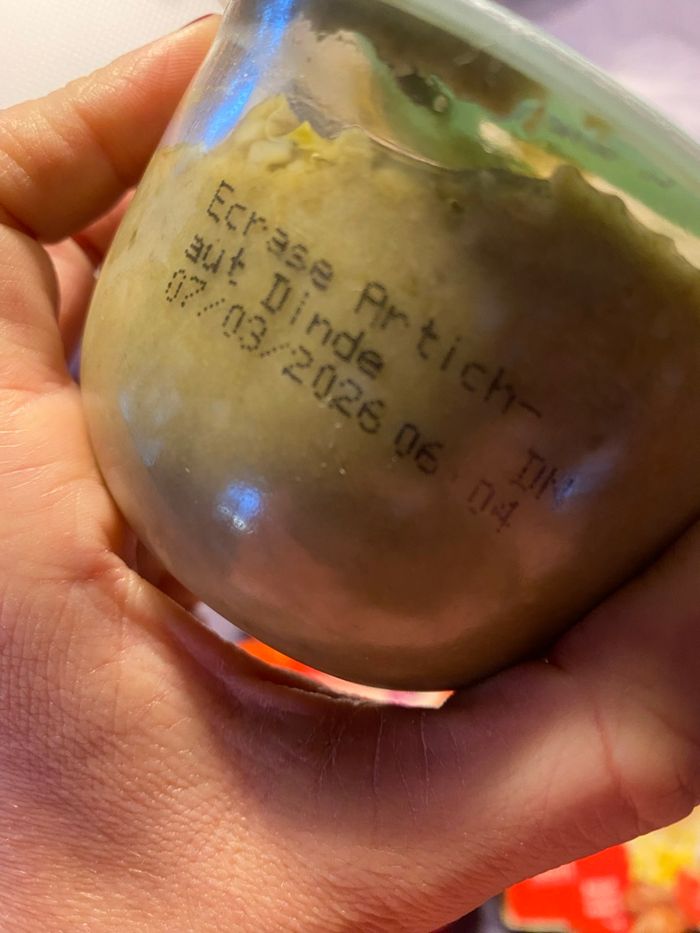 Ecrase Artich-
aut Dinde DN
07/03/2026 06 04